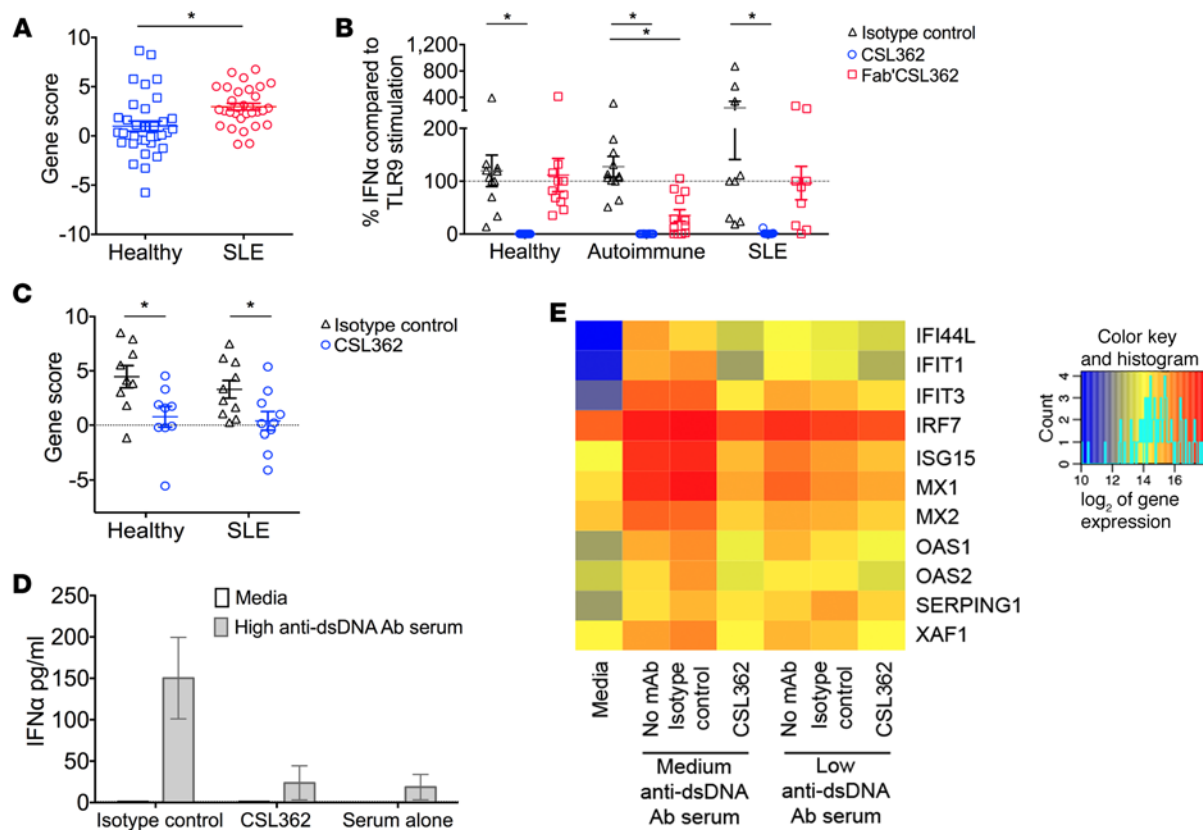 A
*
Gene score
10
5
0
-5
-10
Healthy
SLE
B
% IFNα compared to
TLR9 stimulation
1,200
800
400
200
100
0
*
*
*
*
Healthy
Autoimmune
SLE
Isotype control
CSL362
Fab'CSL362
C
Gene score
10
5
0
-5
*
*
Healthy
SLE
Isotype control
CSL362
D
IFNα pg/ml
250
200
150
100
50
0
Media
High anti-dsDNA Ab serum
Isotype control
CSL362
Serum alone
E
IFI44L
IFIT1
IFIT3
IRF7
ISG15
MX1
MX2
OAS1
OAS2
SERPING1
XAF1
Media
No mAb
Isotype
control
CSL362
No mAb
Isotype
control
CSL362
Medium
anti-dsDNA
Ab serum
Low
anti-dsDNA
Ab serum
Color key
and histogram
Count
4
3
2
1
0
10 12 14 16
log2 of gene
expression